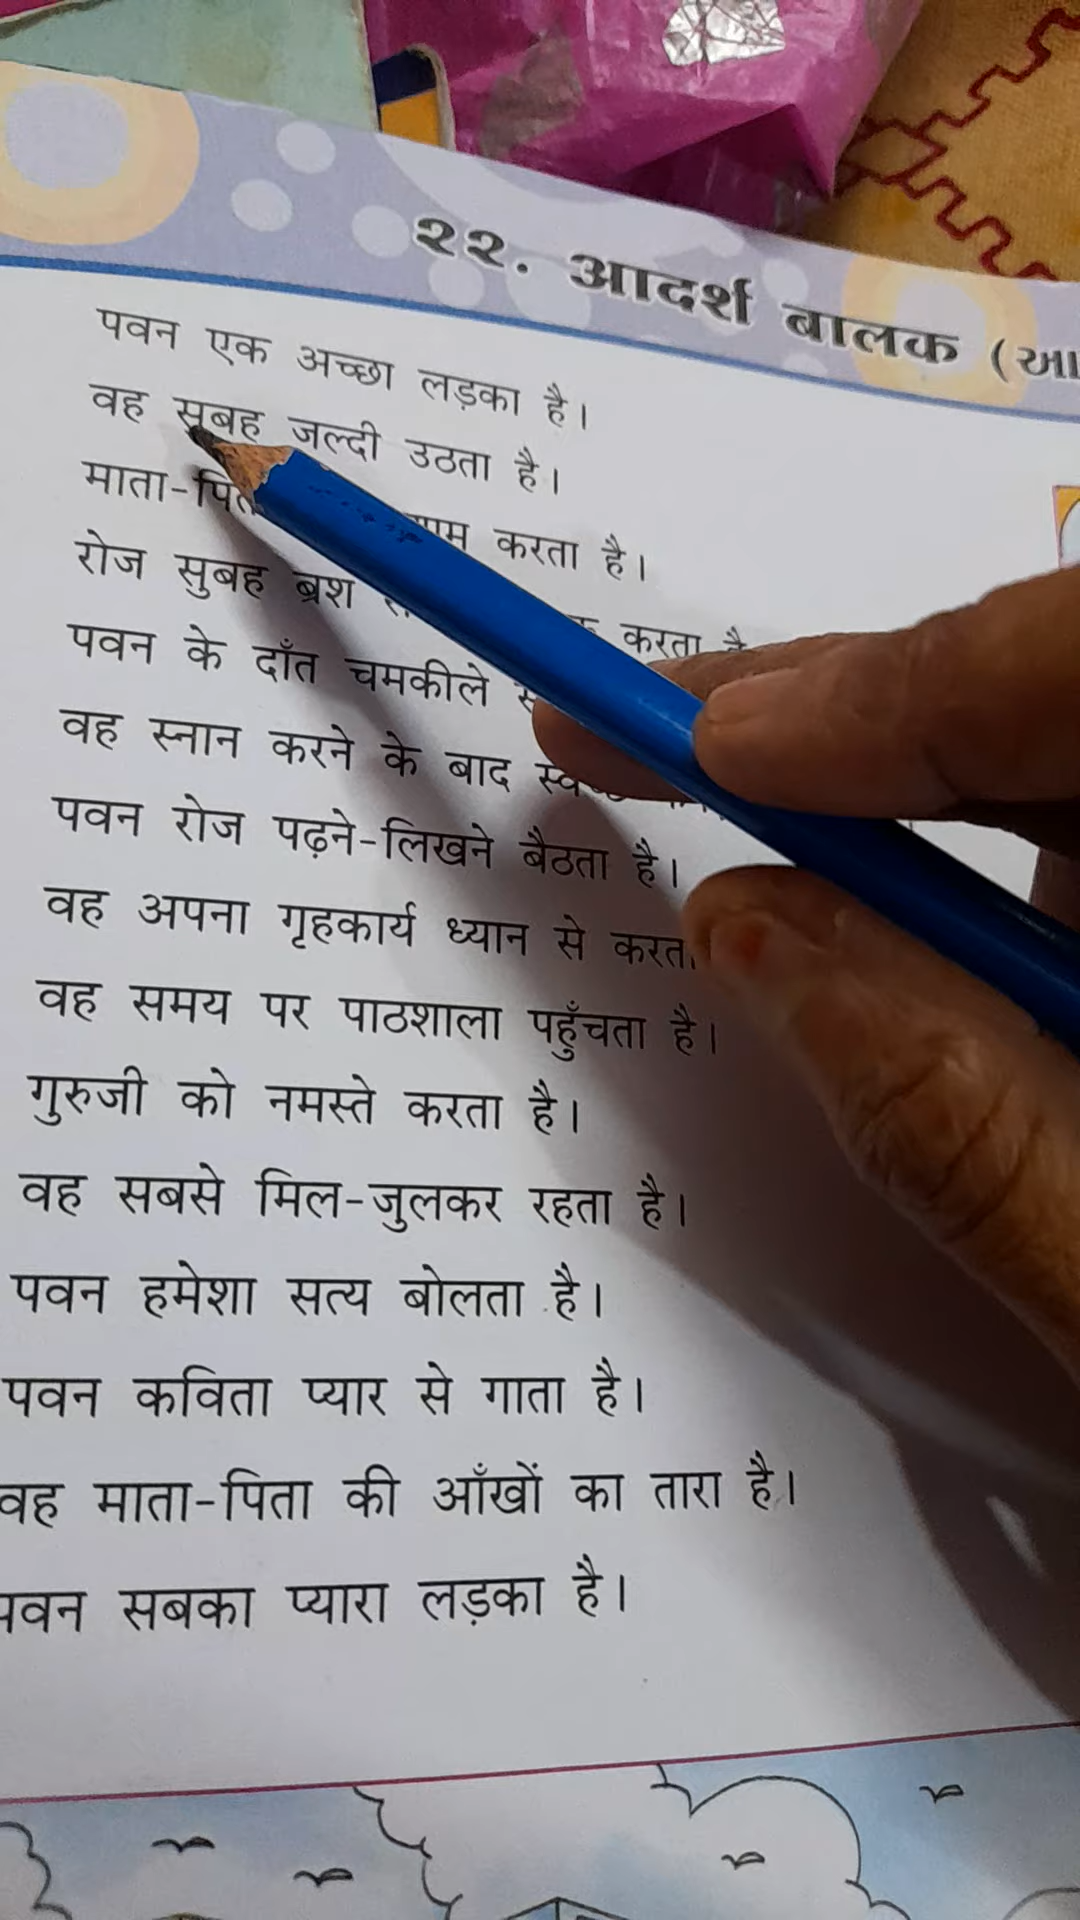 २२. आदर्श बालक (आ
पवन एक अच्छा लड़का है।
वह सुबह जल्दी उठता है।
माता- करता है।
रोज सुबह ब्रश करता है
पवन के दाँत चमकीले
वह स्नान करने के बाद
पवन रोज पढ़ने-लिखने बैठता है।
वह अपना गृहकार्य ध्यान से करता
वह समय पर पाठशाला पहुँचता है।
गुरुजी को नमस्ते करता है।
वह सबसे मिल-जुलकर रहता है।
पवन हमेशा सत्य बोलता है।
पवन कविता प्यार से गाता है।
वह माता-पिता की आँखों का तारा है।
पवन सबका प्यारा लड़का है।